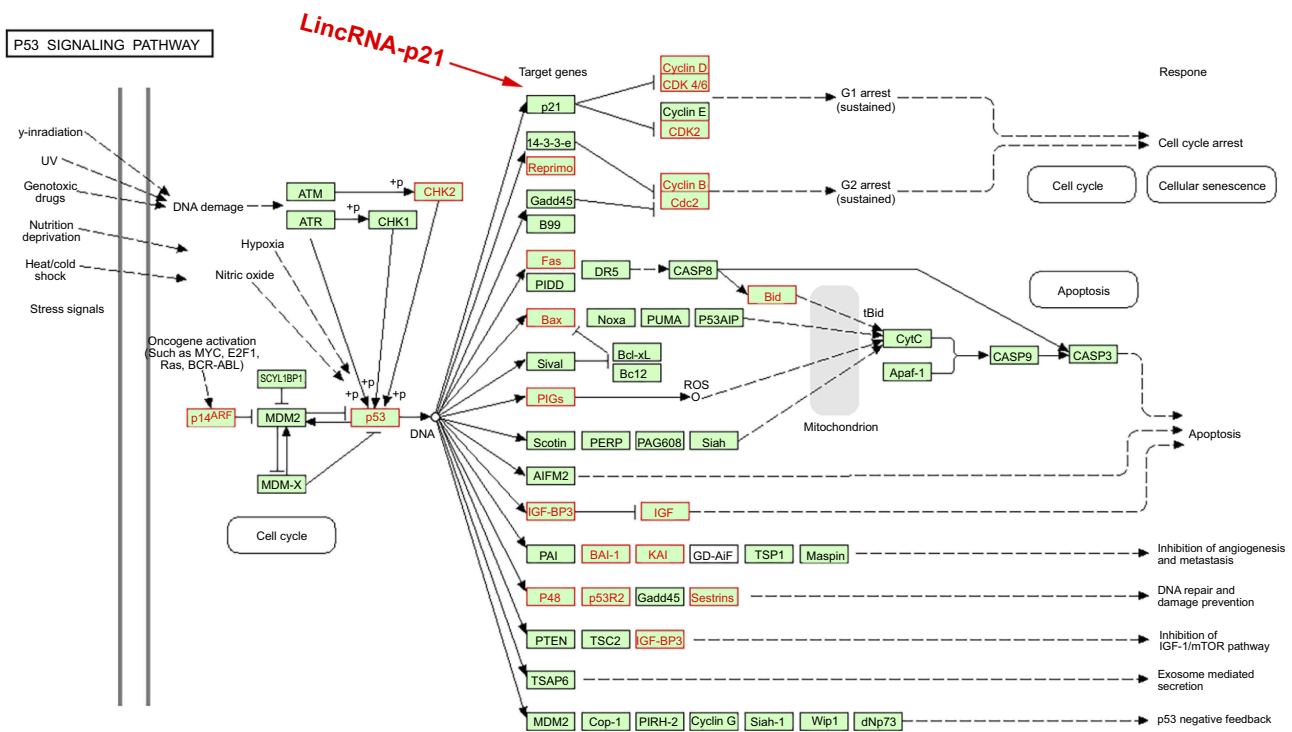 P53 SIGNALING PATHWAY
LincRNA-p21
Target genes
Respone
y-inradiation
UV
Genotoxic
drugs
Nutrition
deprivation
Heat/cold
shock
Stress signals
DNA damage
ATM
+p
CHK2
ATR
+p
CHK1
Hypoxia
Nitric oxide
Oncogene activation
(Such as MYC, E2F1,
Ras, BCR-ABL)
SCYL1BP1
+p
+p
+p
p14ARF
MDM2
p53
DNA
MDM-X
Cell cycle
p21
Cyclin D
CDK 4/6
Cyclin E
CDK2
G1 arrest
(sustained)
14-3-3-e
Reprimo
Cyclin B
Cdc2
G2 arrest
(sustained)
Gadd45
B99
Cell cycle arrest
Cell cycle
Cellular senescence
Fas
PIDD
DR5
CASP8
Bid
tBid
Apoptosis
Bax
Noxa
PUMA
P53AIP
CytC
Sival
Bcl-xL
Bc12
CASP9
CASP3
Apaf-1
PIGs
ROS
O
Mitochondrion
Scotin
PERP
PAG608
Siah
Apoptosis
AIFM2
IGF-BP3
IGF
PAI
BAI-1
KAI
GD-AiF
TSP1
Maspin
Inhibition of angiogenesis
and metastasis
P48
p53R2
Gadd45
Sestrins
DNA repair and
damage prevention
PTEN
TSC2
IGF-BP3
Inhibition of
IGF-1/mTOR pathway
TSAP6
Exosome mediated
secretion
MDM2
Cop-1
PIRH-2
Cyclin G
Siah-1
Wip1
dNp73
p53 negative feedback